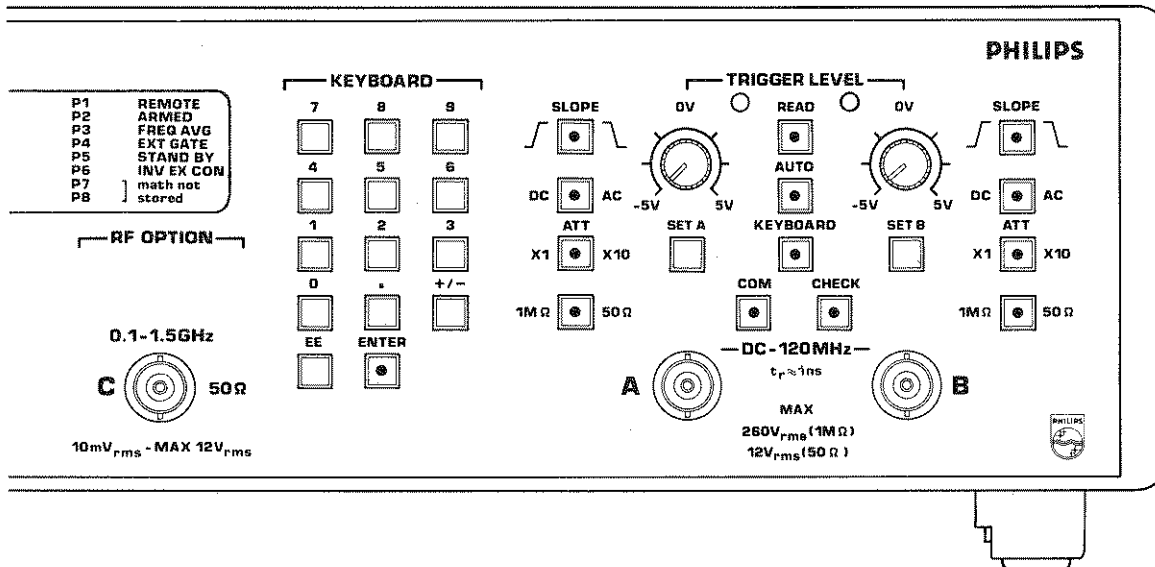 PHILIPS
P1 REMOTE
P2 ARMED
P3 FREQ AVG
P4 EXT GATE
P5 STAND BY
P6 INV EX CON
P7 math not
P8 stored
RF OPTION
0.1-1.5GHz
C 50Ω
10mVrms - MAX 12Vrms
KEYBOARD
7 8 9
4 5 6
1 2 3
0 . +/-
EE ENTER
SLOPE
DC AC
ATT
X1 X10
1MΩ 50Ω
TRIGGER LEVEL
0V READ 0V
AUTO
-5V 5V -5V 5V
SET A KEYBOARD SET B
COM CHECK
SLOPE
DC AC
ATT
X1 X10
1MΩ 50Ω
A DC-120MHz B
tr≈1ns
MAX
260Vrms (1MΩ)
12Vrms (50Ω)
PHILIPS